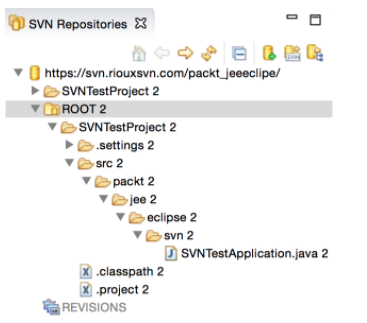 SVN Repositories
https://svn.riouxsvn.com/packt_jeeeclipe/
SVNTestProject 2
ROOT 2
SVNTestProject 2
.settings 2
src 2
packt 2
jee 2
eclipse 2
svn 2
SVNTestApplication.java 2
.classpath 2
.project 2
REVISIONS